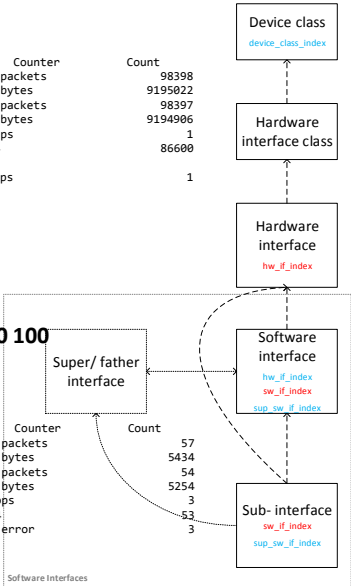 Device class
device_class_index
Counter Count
packets 98398
bytes 9195022
packets 98397
bytes 9194906
ps 1
86600
ps 1
Hardware
interface class
Hardware
interface
hw_if_index
0 100
Super/ father
interface
Software
interface
hw_if_index
sw_if_index
sup_sw_if_index
Counter Count
packets 57
bytes 5434
packets 54
bytes 5254
ps 3
53
error 3
Sub- interface
sw_if_index
sup_sw_if_index
Software Interfaces